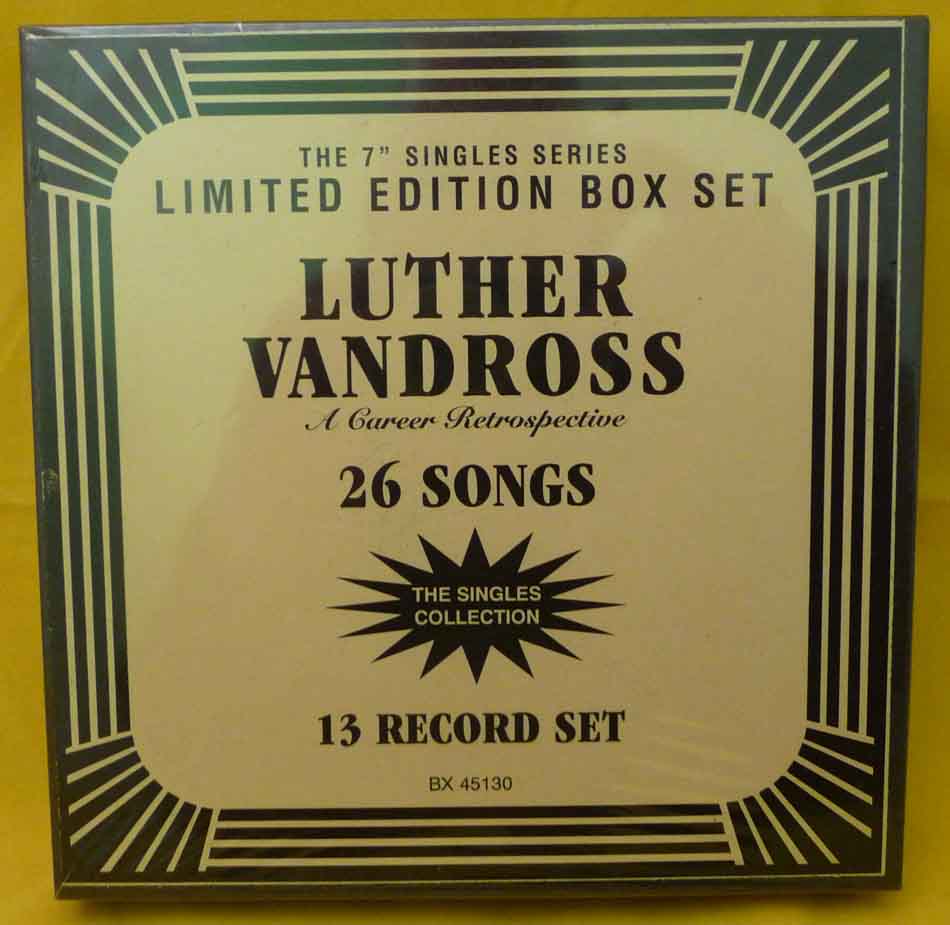 THE 7" SINGLES SERIES
LIMITED EDITION BOX SET
LUTHER
VANDROSS
A Career Retrospective
26 SONGS
THE SINGLES
COLLECTION
13 RECORD SET
BX 45130